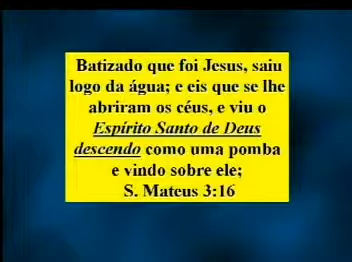 Batizado que foi Jesus, saiu
logo da água; e eis que se lhe
abriram os céus, e viu o
Espírito Santo de Deus
descendo como uma pomba
e vindo sobre ele;
S. Mateus 3:16